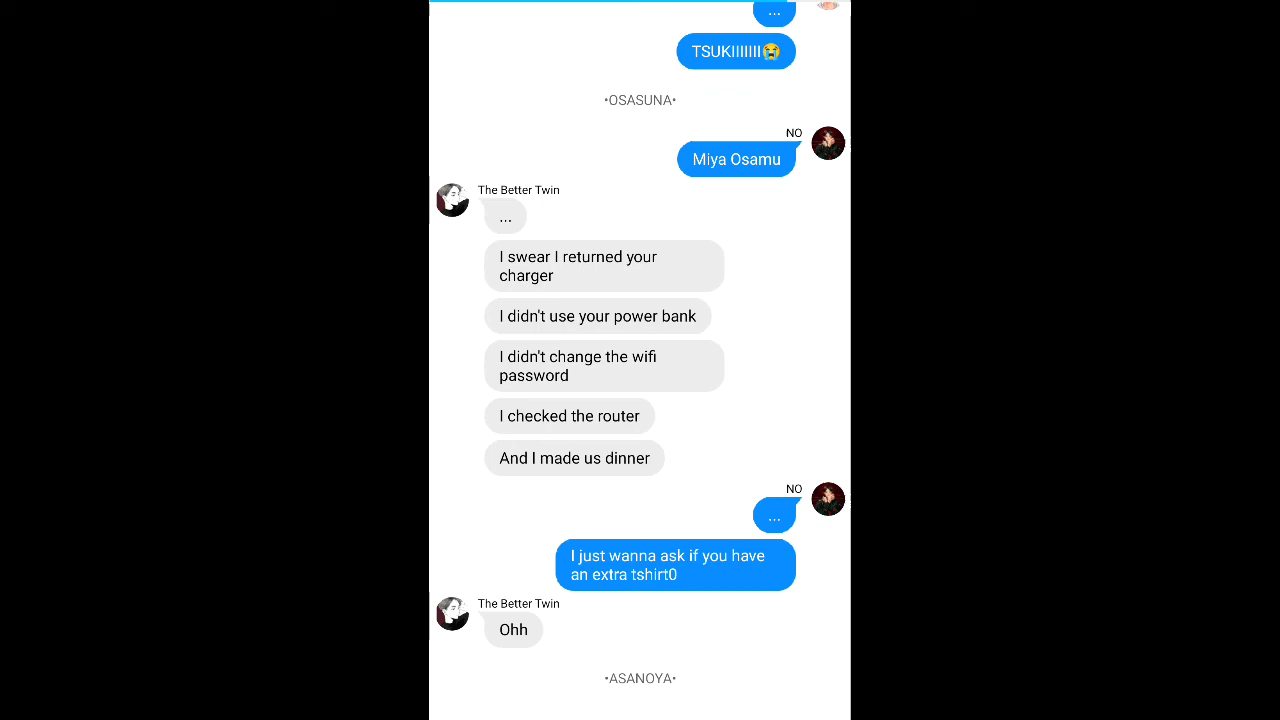 ...
TSUKIIIIIII😭
•OSASUNA•
NO
Miya Osamu
The Better Twin
...
I swear I returned your
charger
I didn't use your power bank
I didn't change the wifi
password
I checked the router
And I made us dinner
NO
...
I just wanna ask if you have
an extra tshirt0
The Better Twin
Ohh
•ASANOYA•